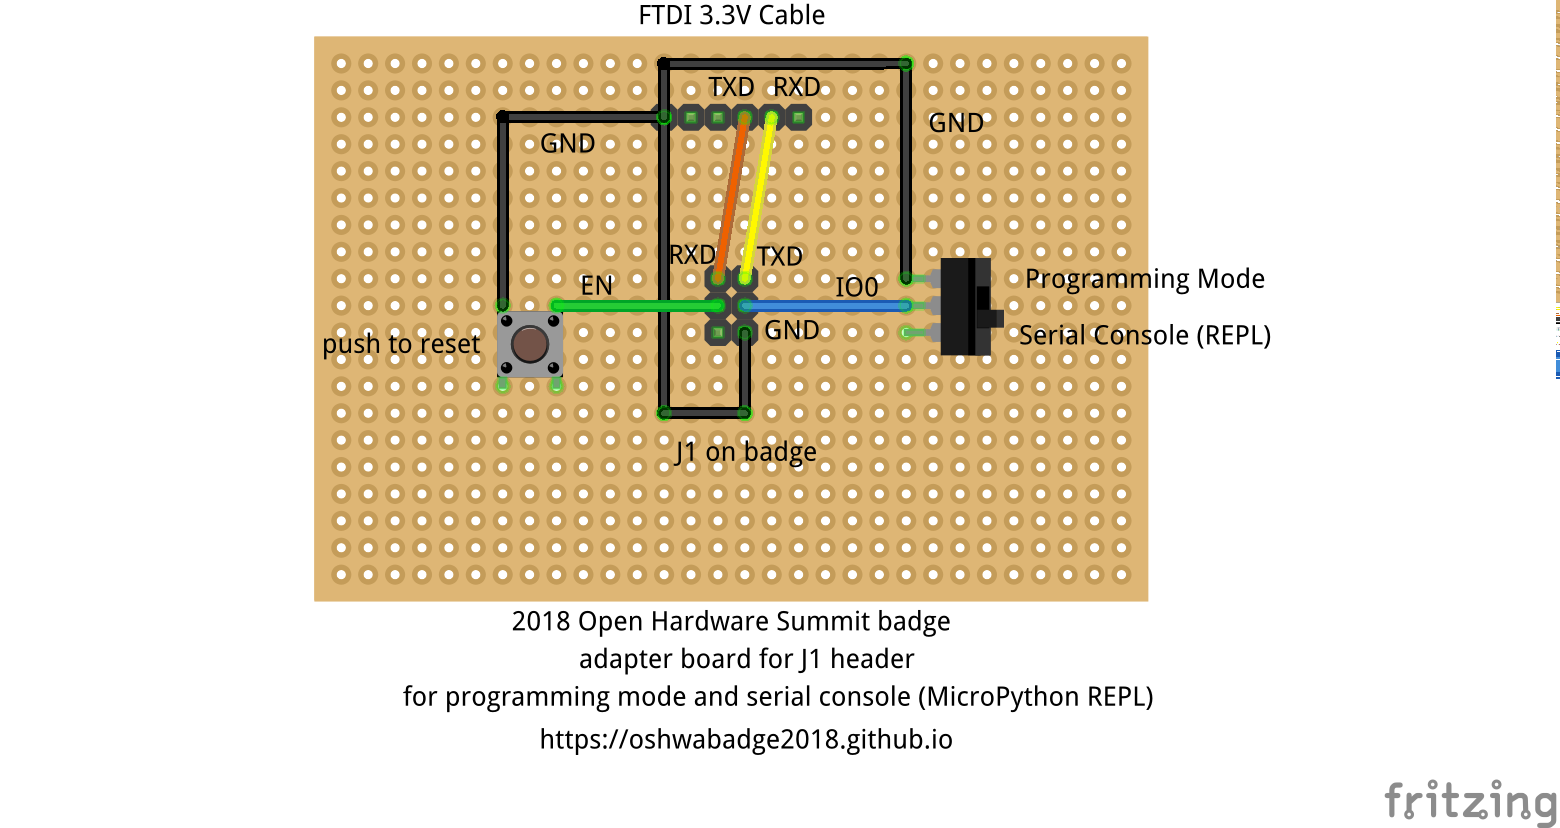 FTDI 3.3V Cable
TXD RXD
GND
GND
RXD TXD
EN
IO0
Programming Mode
GND
Serial Console (REPL)
push to reset
J1 on badge
2018 Open Hardware Summit badge
adapter board for J1 header
for programming mode and serial console (MicroPython REPL)
https://oshwabadge2018.github.io
fritzing